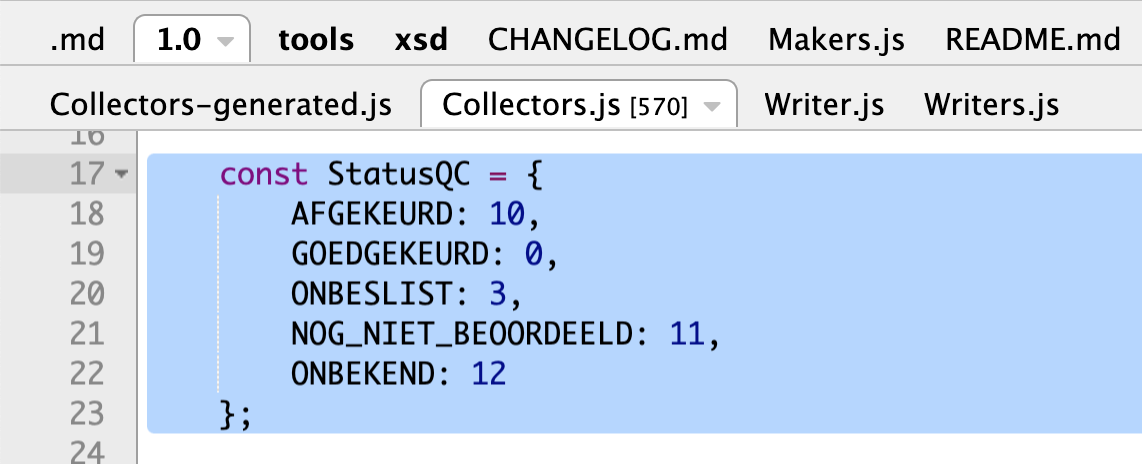 .md 1.0 tools xsd CHANGELOG.md Makers.js README.md
Collectors-generated.js Collectors.js [570] Writer.js Writers.js
16
17 const StatusQC = {
18 AFGEKEURD: 10,
19 GOEDGEKEURD: 0,
20 ONBESLIST: 3,
21 NOG_NIET_BEOORDEELD: 11,
22 ONBEKEND: 12
23 };
24